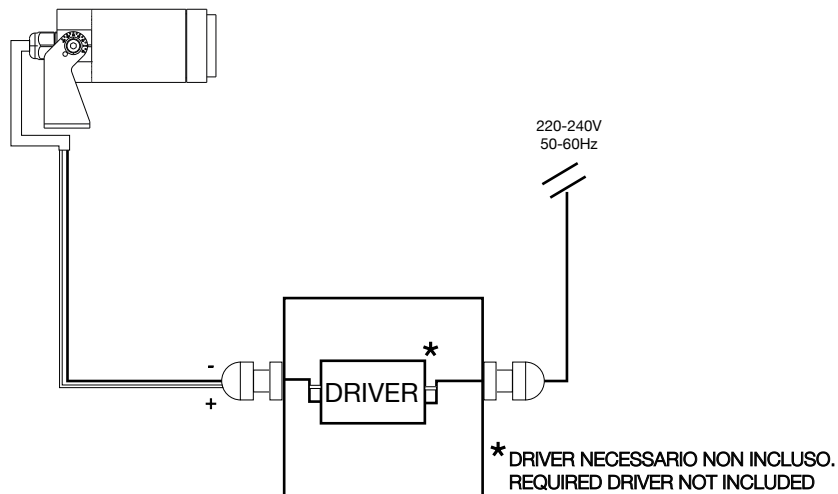 220-240V
50-60Hz
-
+
DRIVER
*
* DRIVER NECESSARIO NON INCLUSO.
REQUIRED DRIVER NOT INCLUDED